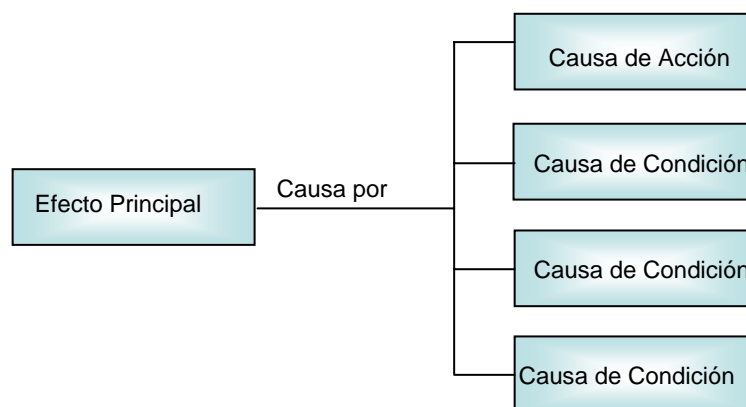 Causa de Acción
Causa de Condición
Efecto Principal
Causa por
Causa de Condición
Causa de Condición